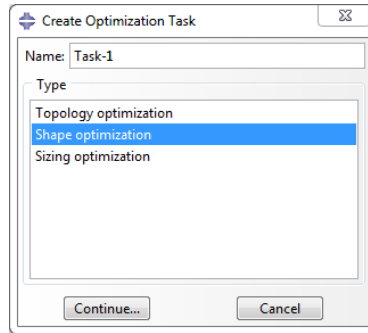 Create Optimization Task
Name: Task-1
Type
Topology optimization
Shape optimization
Sizing optimization
Continue... Cancel